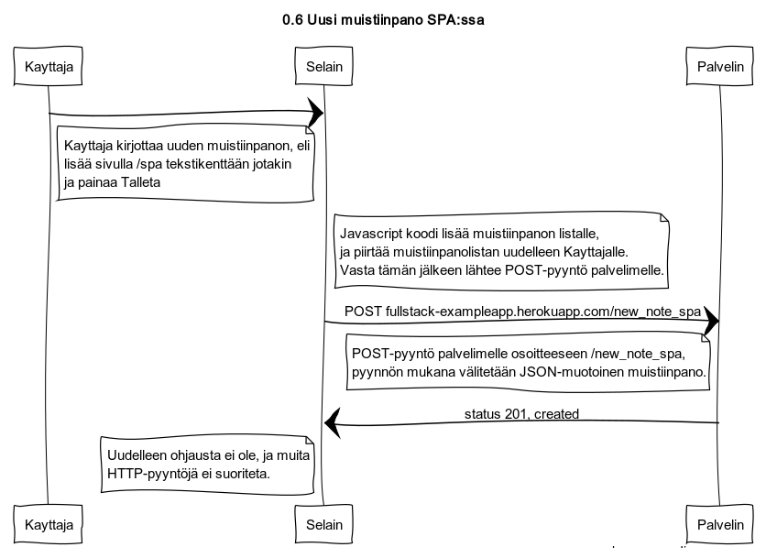 0.6 Uusi muistiinpano SPA:ssa
Kayttaja
Selain
Palvelin
Kayttaja kirjottaa uuden muistiinpanon, eli
lisää sivulla /spa tekstikenttään jotakin
ja painaa Talleta
Javascript koodi lisää muistiinpanon listalle,
ja piirtää muistiinpanolistan uudelleen Kayttajalle.
Vasta tämän jälkeen lähtee POST-pyyntö palvelimelle.
POST fullstack-exampleapp.herokuapp.com/new_note_spa
POST-pyyntö palvelimelle osoitteeseen /new_note_spa,
pyynnön mukana välitetään JSON-muotoinen muistiinpano.
status 201, created
Uudelleen ohjausta ei ole, ja muita
HTTP-pyyntöjä ei suoriteta.
Kayttaja
Selain
Palvelin